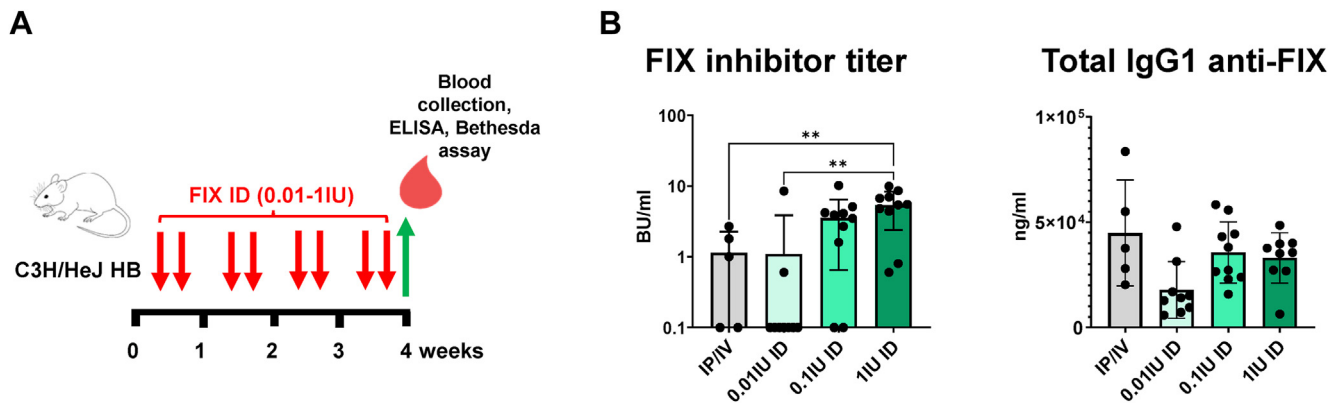 A
Blood
collection,
ELISA, Bethesda
assay
FIX ID (0.01-1IU)
C3H/HeJ HB
0 1 2 3 4 weeks
B
FIX inhibitor titer
100
10
1
0.1
BU/ml
**
**
IP/IV
0.01IU ID
0.1IU ID
1IU ID
Total IgG1 anti-FIX
1×10⁵
5×10⁴
0
ng/ml
IP/IV
0.01IU ID
0.1IU ID
1IU ID